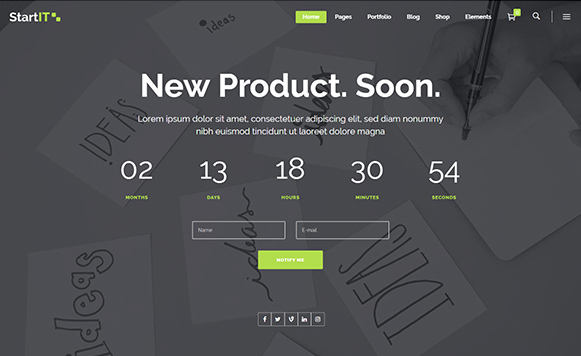 StartIT
Home Pages Portfolio Blog Shop Elements
ideas
New Product. Soon.
Lorem ipsum dolor sit amet, consectetuer adipiscing elit, sed diam nonummy
nibh euismod tincidunt ut laoreet dolore magna
IDEAS
ideas
02 13 18 30 54
MONTHS DAYS HOURS MINUTES SECONDS
Name E-mail
NOTIFY ME
ideas
IDEAS
ideas